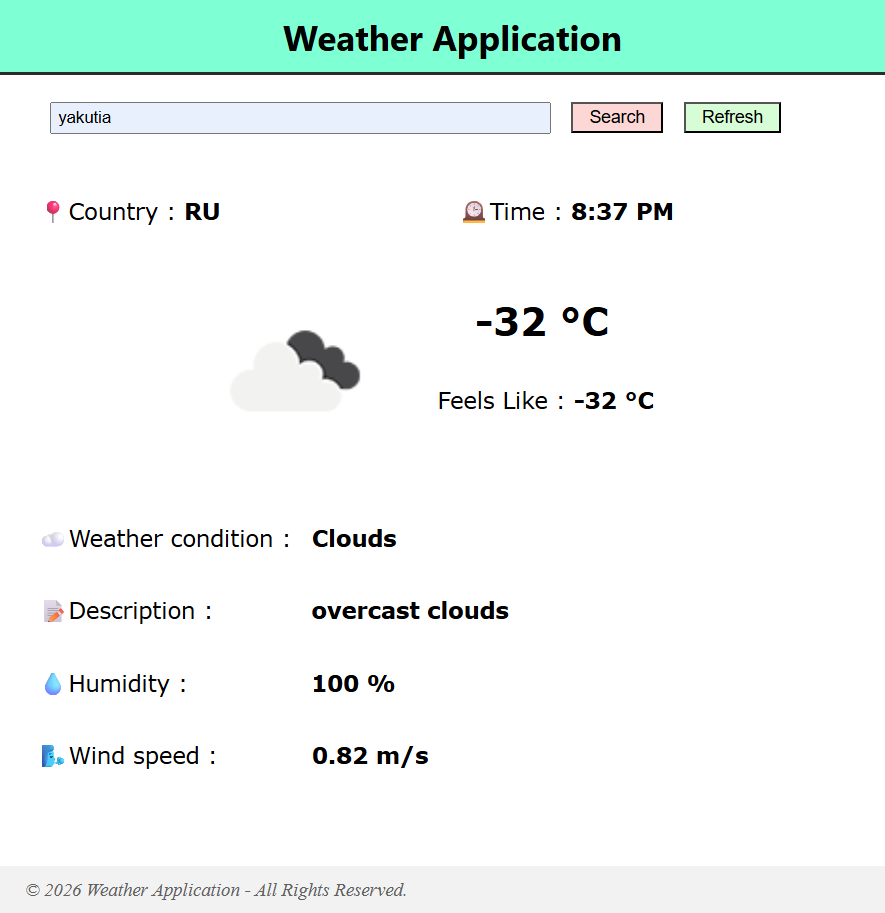 Weather Application
yakutia Search Refresh
Country : RU Time : 8:37 PM
-32 °C
Feels Like : -32 °C
Weather condition : Clouds
Description : overcast clouds
Humidity : 100 %
Wind speed : 0.82 m/s
© 2026 Weather Application - All Rights Reserved.